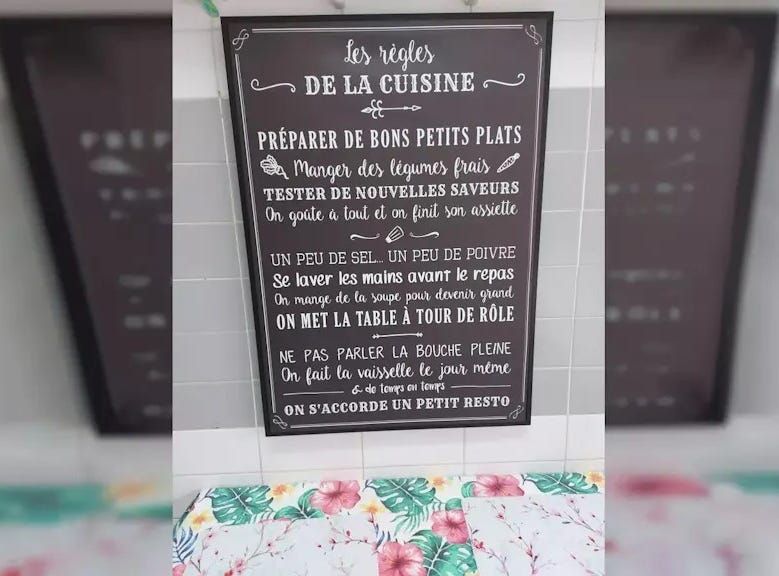 Les règles
DE LA CUISINE
PRÉPARER DE BONS PETITS PLATS
Manger des légumes frais
TESTER DE NOUVELLES SAVEURS
On goûte à tout et on finit son assiette
UN PEU DE SEL... UN PEU DE POIVRE
Se laver les mains avant le repas
On mange de la soupe pour devenir grand
ON MET LA TABLE À TOUR DE RÔLE
NE PAS PARLER LA BOUCHE PLEINE
On fait la vaisselle le jour même
& de temps en temps
ON S'ACCORDE UN PETIT RESTO